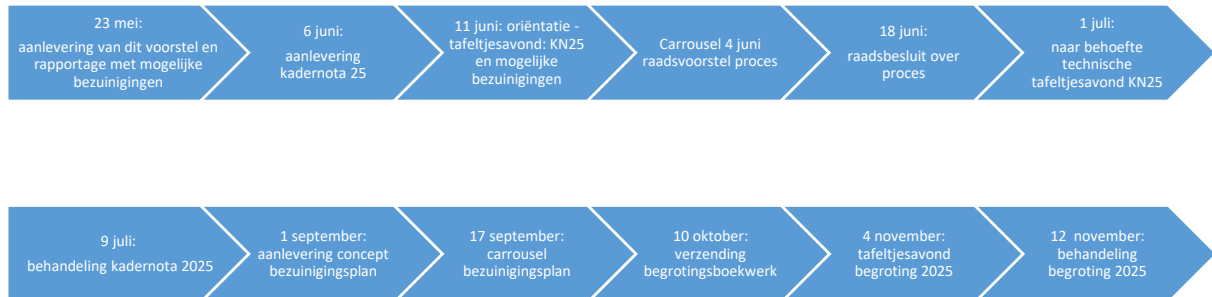 23 mei:
aanlevering van dit voorstel en
rapportage met mogelijke
bezuinigingen
6 juni:
aanlevering
kadernota 25
11 juni: oriëntatie -
tafeltjesavond: KN25
en mogelijke
bezuinigingen
Carrousel 4 juni
raadsvoorstel proces
18 juni:
raadsbesluit over
proces
1 juli:
naar behoefte
technische
tafeltjesavond KN25
9 juli:
behandeling kadernota 2025
1 september:
aanlevering concept
bezuinigingsplan
17 september:
carrousel
bezuinigingsplan
10 oktober:
verzending
begrotingsboekwerk
4 november:
tafeltjesavond
begroting 2025
12 november:
behandeling
begroting 2025